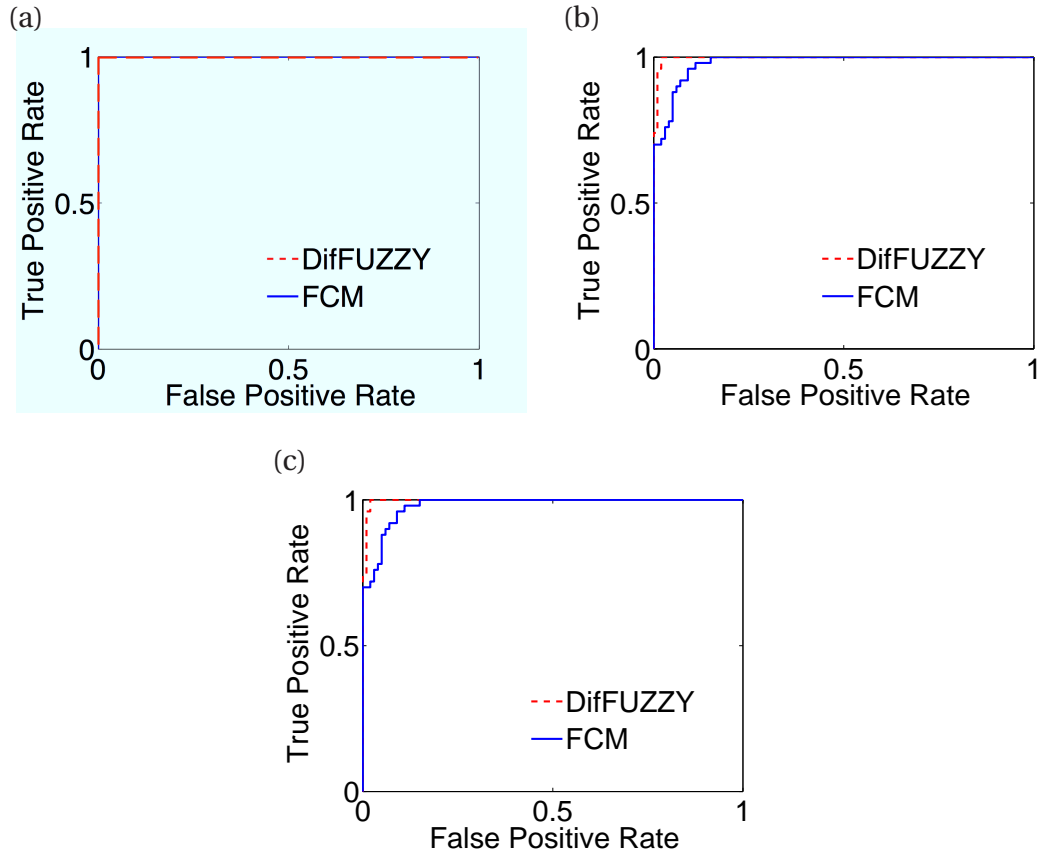 (a)
1
0.5
0
True Positive Rate
DifFUZZY
FCM
0
0.5
1
False Positive Rate
(b)
1
0.5
0
True Positive Rate
DifFUZZY
FCM
0
0.5
1
False Positive Rate
(c)
1
0.5
0
True Positive Rate
DifFUZZY
FCM
0
0.5
1
False Positive Rate